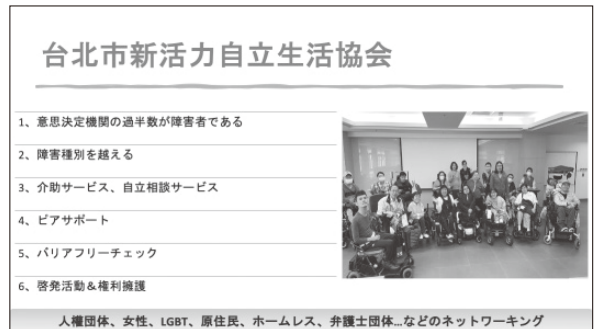 台北市新活力自立生活協会
1、意思決定機関の過半数が障害者である
2、障害種別を越える
3、介助サービス、自立相談サービス
4、ピアサポート
5、バリアフリーチェック
6、啓発活動＆権利擁護
人権団体、女性、LGBT、原住民、ホームレス、弁護士団体…などのネットワーキング